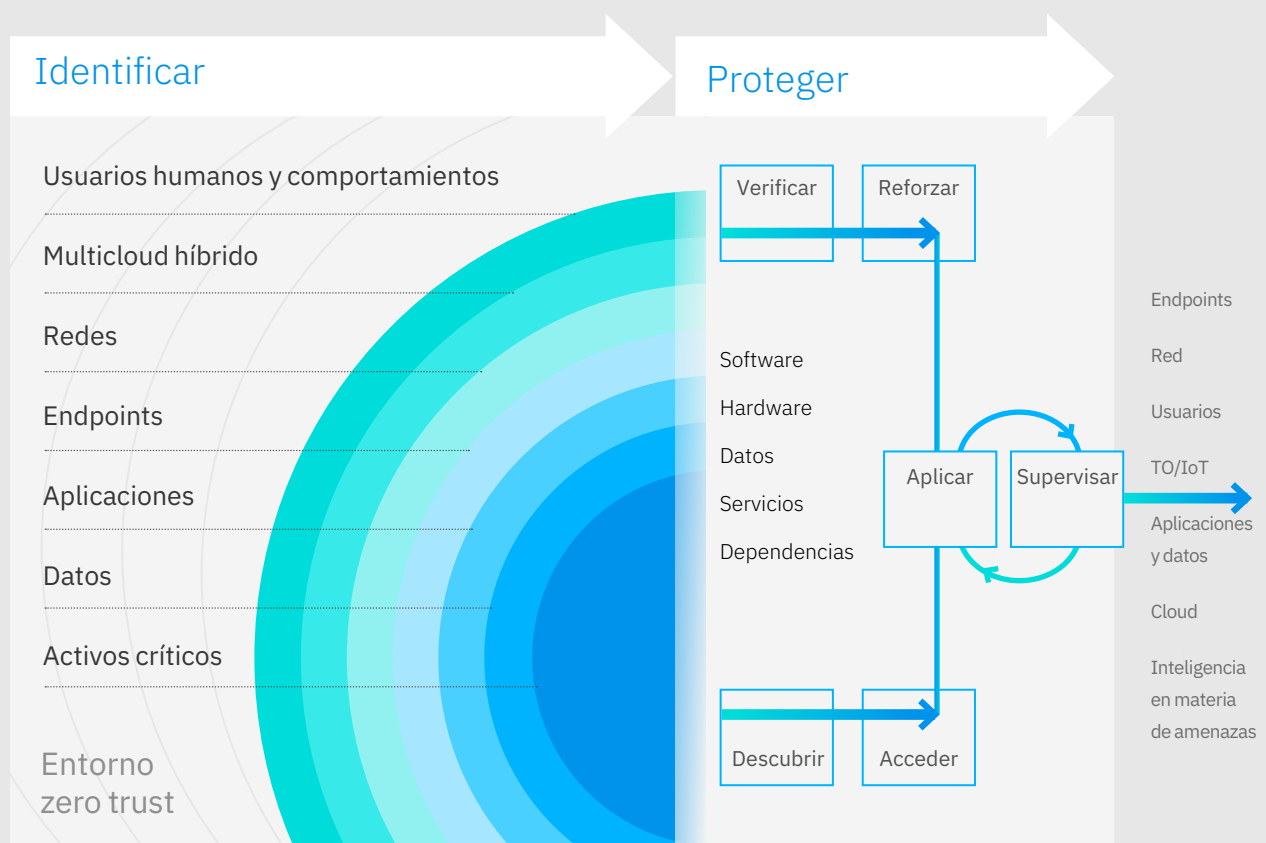 Identificar
Proteger
Usuarios humanos y comportamientos
Multicloud híbrido
Redes
Endpoints
Aplicaciones
Datos
Activos críticos
Entorno
zero trust
Verificar
Reforzar
Software
Hardware
Datos
Servicios
Dependencias
Aplicar
Supervisar
Descubrir
Acceder
Endpoints
Red
Usuarios
TO/IoT
Aplicaciones
y datos
Cloud
Inteligencia
en materia
de amenazas